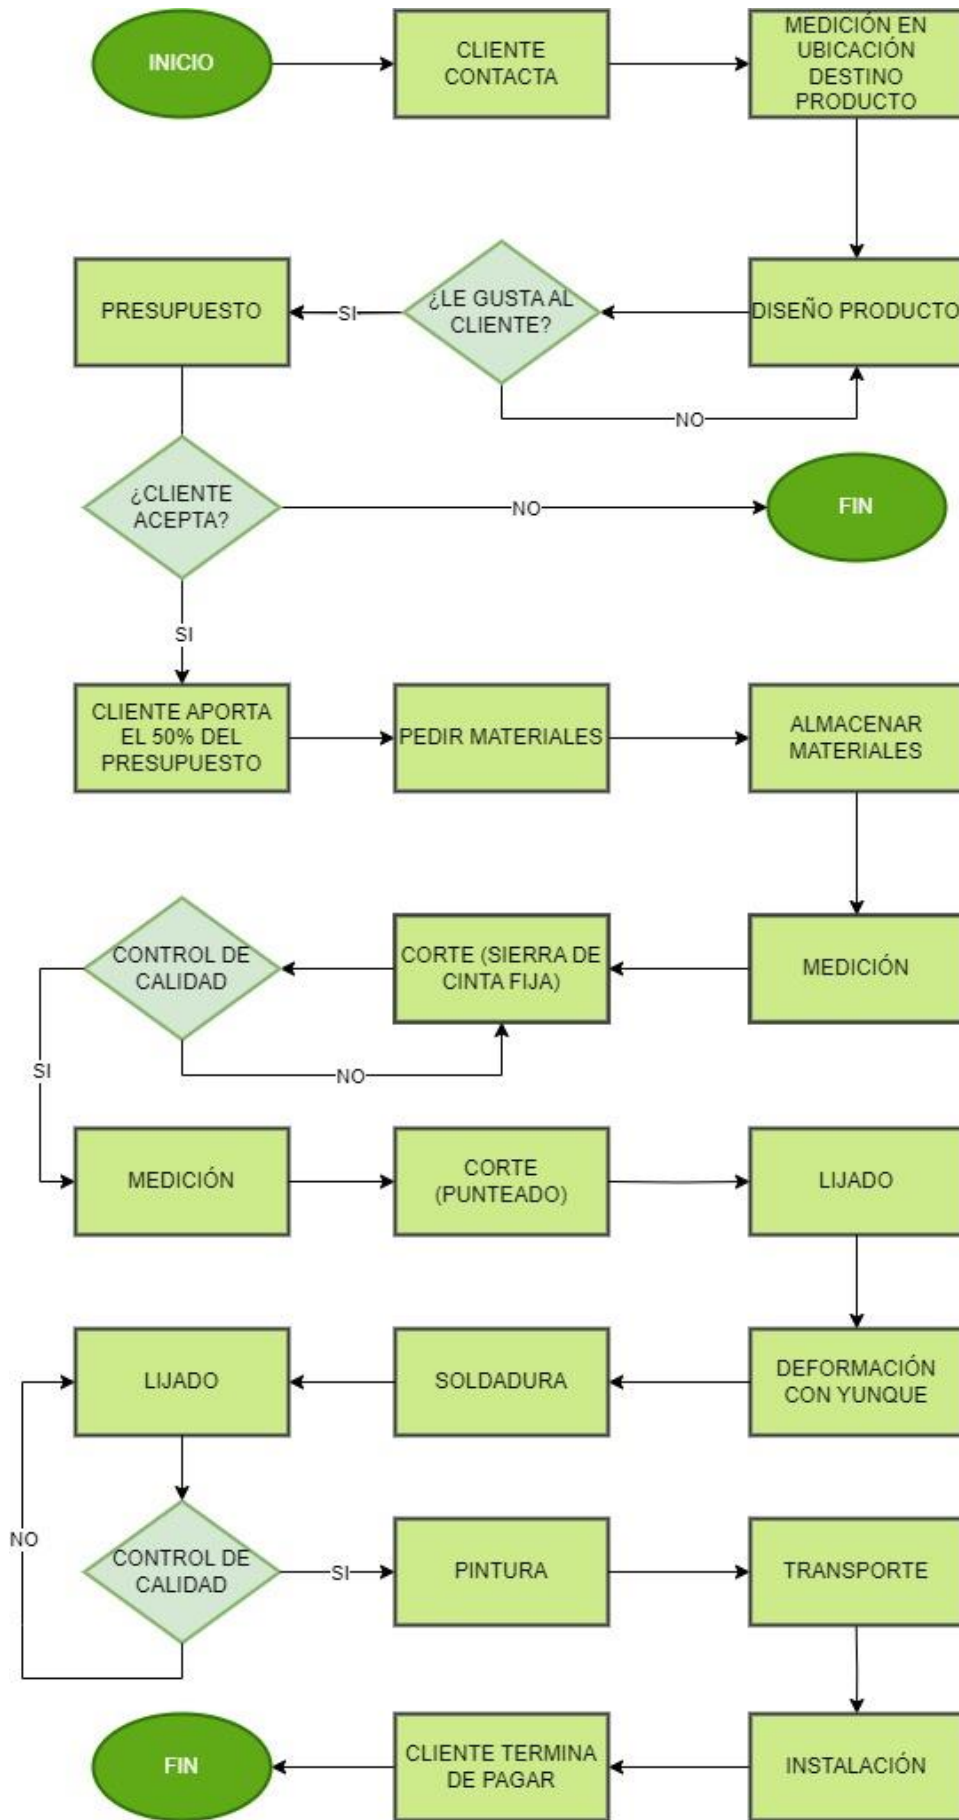 INICIO
CLIENTE
CONTACTA
MEDICIÓN EN
UBICACIÓN
DESTINO
PRODUCTO
PRESUPUESTO
SI
¿LE GUSTA AL
CLIENTE?
DISEÑO PRODUCTO
NO
¿CLIENTE
ACEPTA?
NO
FIN
SI
CLIENTE APORTA
EL 50% DEL
PRESUPUESTO
PEDIR MATERIALES
ALMACENAR
MATERIALES
CONTROL DE
CALIDAD
CORTE (SIERRA DE
CINTA FIJA)
MEDICIÓN
SI
NO
MEDICIÓN
CORTE
(PUNTEADO)
LIJADO
LIJADO
SOLDADURA
DEFORMACIÓN
CON YUNQUE
NO
CONTROL DE
CALIDAD
SI
PINTURA
TRANSPORTE
FIN
CLIENTE TERMINA
DE PAGAR
INSTALACIÓN